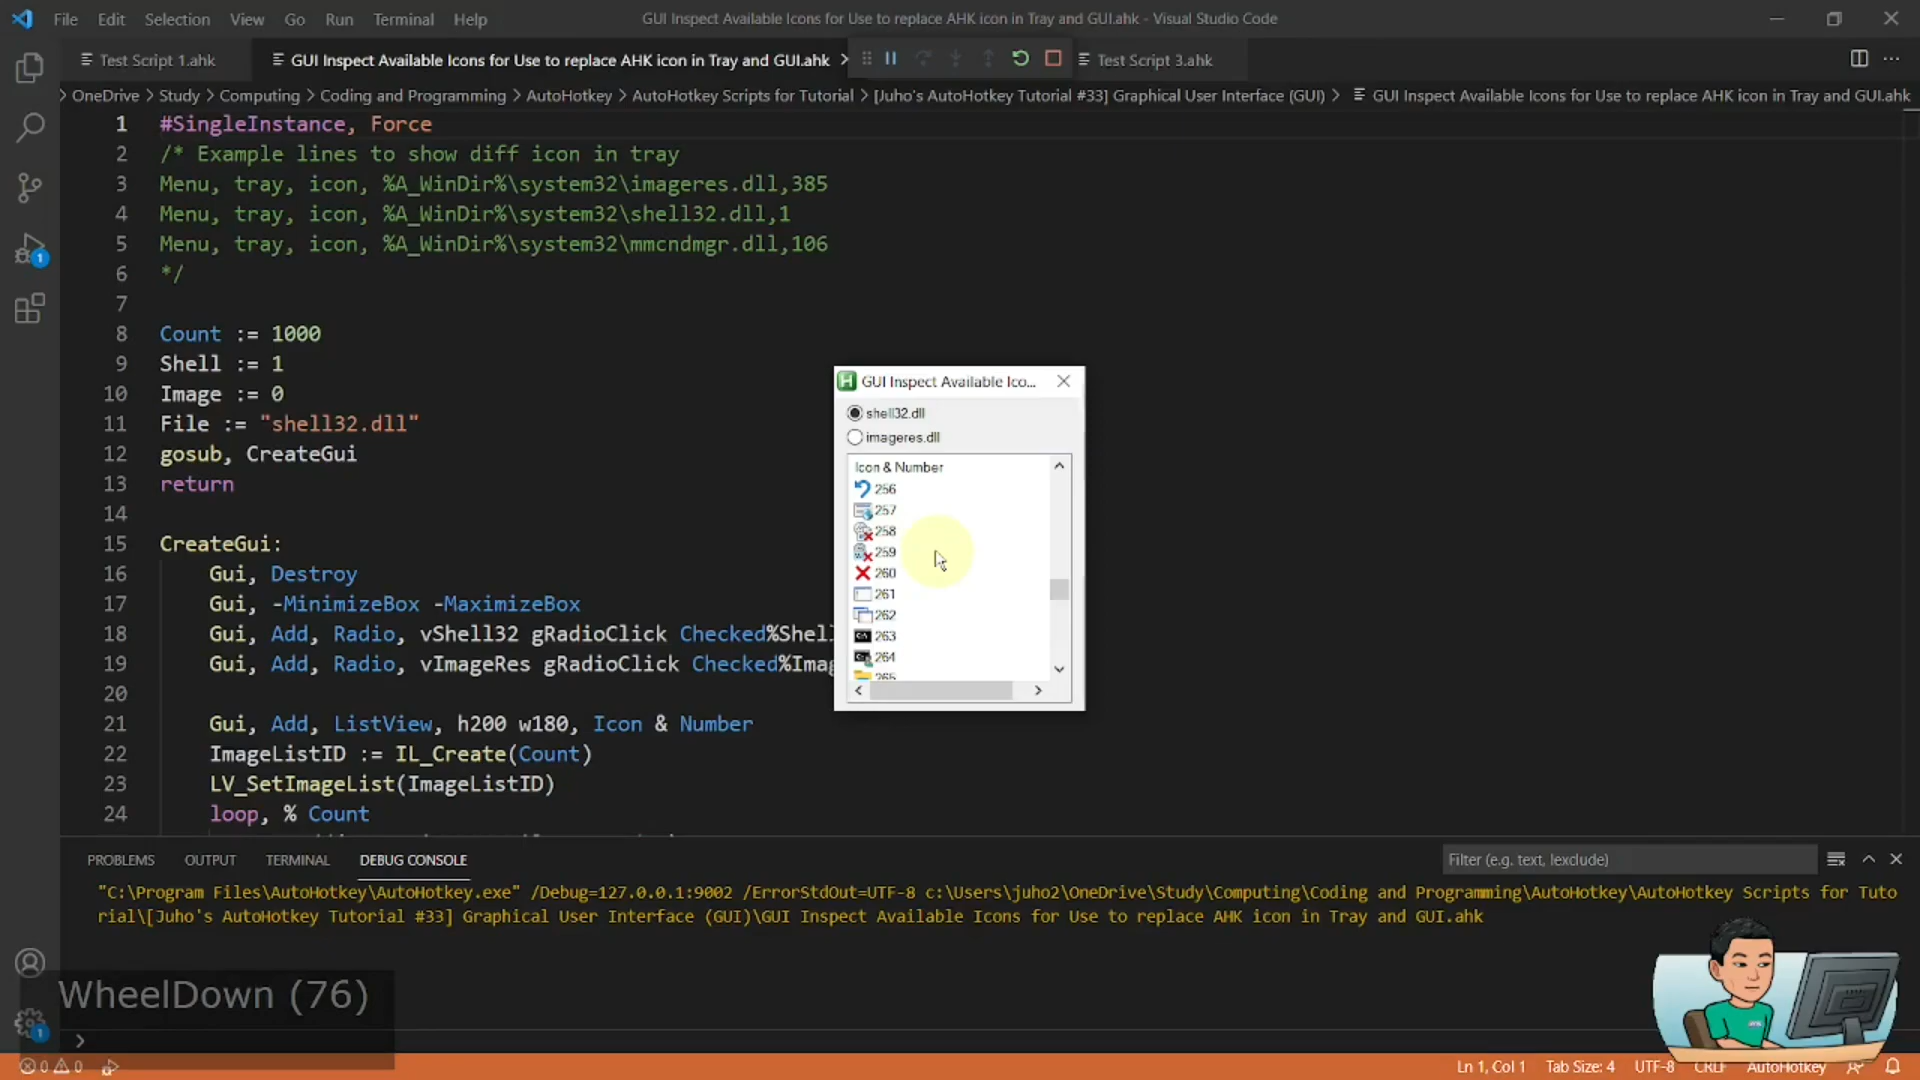 File Edit Selection View Go Run Terminal Help
GUI Inspect Available Icons for Use to replace AHK icon in Tray and GUI.ahk - Visual Studio Code
Test Script 1.ahk
GUI Inspect Available Icons for Use to replace AHK icon in Tray and GUI.ahk
Test Script 3.ahk
> OneDrive > Study > Computing > Coding and Programming > AutoHotkey > AutoHotkey Scripts for Tutorial > [Juho's AutoHotkey Tutorial #33] Graphical User Interface (GUI) > GUI Inspect Available Icons for Use to replace AHK icon in Tray and GUI.ahk
1 #SingleInstance, Force
2 /* Example lines to show diff icon in tray
3 Menu, tray, icon, %A_WinDir%\system32\imageres.dll,385
4 Menu, tray, icon, %A_WinDir%\system32\shell32.dll,1
5 Menu, tray, icon, %A_WinDir%\system32\mmcndmgr.dll,106
6 */
7
8 Count := 1000
9 Shell := 1
10 Image := 0
11 File := "shell32.dll"
12 gosub, CreateGui
13 return
14
15 CreateGui:
16 Gui, Destroy
17 Gui, -MinimizeBox -MaximizeBox
18 Gui, Add, Radio, vShell32 gRadioClick Checked%Shell
19 Gui, Add, Radio, vImageRes gRadioClick Checked%Imag
20
21 Gui, Add, ListView, h200 w180, Icon & Number
22 ImageListID := IL_Create(Count)
23 LV_SetImageList(ImageListID)
24 loop, % Count
GUI Inspect Available Ico...
shell32.dll
imageres.dll
Icon & Number
256
257
258
259
260
261
262
263
264
265
PROBLEMS OUTPUT TERMINAL DEBUG CONSOLE
Filter (e.g. text, !exclude)
"C:\Program Files\AutoHotkey\AutoHotkey.exe" /Debug=127.0.0.1:9002 /ErrorStdOut=UTF-8 c:\Users\juho2\OneDrive\Study\Computing\Coding and Programming\AutoHotkey\AutoHotkey Scripts for Tuto
rial\[Juho's AutoHotkey Tutorial #33] Graphical User Interface (GUI)\GUI Inspect Available Icons for Use to replace AHK icon in Tray and GUI.ahk
WheelDown (76)
0 0
Ln 1, Col 1 Tab Size: 4 UTF-8 CRLF AutoHotkey